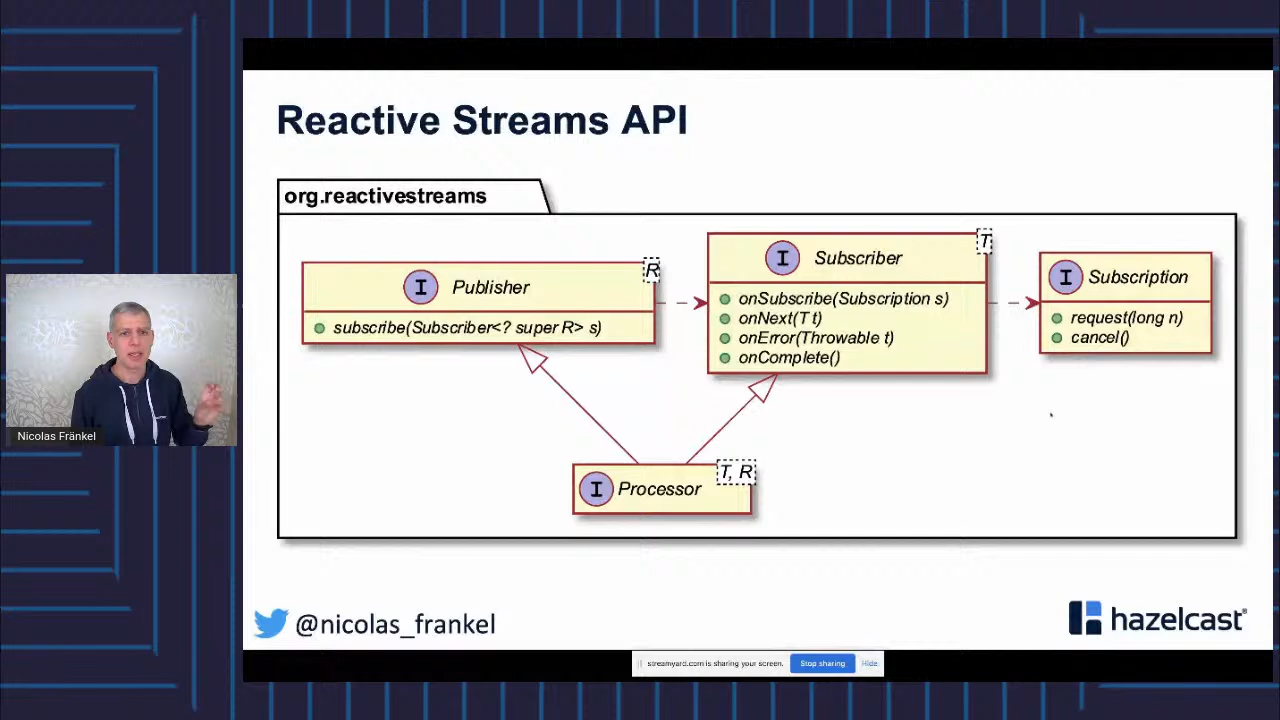 Reactive Streams API
org.reactivestreams
I Publisher
R
subscribe(Subscriber<? super R> s)
I Subscriber
T
onSubscribe(Subscription s)
onNext(T t)
onError(Throwable t)
onComplete()
I Subscription
request(long n)
cancel()
I Processor
T, R
Nicolas Fränkel
@nicolas_frankel
hazelcast®
streamyard.com is sharing your screen.
Stop sharing
Hide